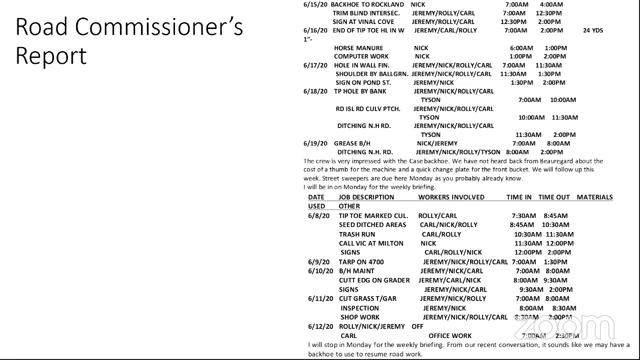 Road Commissioner's
Report
6/15/20 BACKHOE TO ROCKLAND NICK 7:00AM 4:00AM
TRIM BLIND INTERSEC. JEREMY/ROLLY/CARL 7:00AM 12:30PM
SIGN AT VINAL COVE JEREMY/ROLLY/CARL 12:30PM 2:00PM
6/16/20 END OF TIP TOE HL IN W JEREMY/CARL/ROLLY 7:00AM 2:00PM 24 YDS
1"-
HORSE MANURE NICK 6:00AM 1:00PM
COMPUTER WORK NICK 1:00PM 2:00PM
6/17/20 HOLE IN WALL FIN. JEREMY/NICK/ROLLY/CARL 7:00AM 11:30AM
SHOULDER BY BALLGRN. JEREMY/NICK/ROLLY/CARL 11:30AM 1:30PM
SIGN ON POND ST. JEREMY/NICK 1:30PM 2:00PM
6/18/20 TP HOLE BY BANK JEREMY/NICK/ROLLY/CARL
TYSON 7:00AM 10:00AM
RD ISL RD CULV PTCH. JEREMY/NICK/ROLLY/CARL
TYSON 10:00AM 11:30AM
DITCHING N.H RD. JEREMY/NICK/ROLLY/CARL
TYSON 11:30AM 2:00PM
6/19/20 GREASE B/H NICK/JEREMY 7:00AM 8:00AM
DITCHING N.H. RD. JEREMY/NICK/ROLLY/TYSON 8:00AM 2:00PM
The crew is very impressed with the Case backhoe. We have not heard back from Beauregard about the
cost of a thumb for the machine and a quick change plate for the front bucket. We will follow up this
week. Street sweepers are due here Monday as you probably already know.
I will be in on Monday for the weekly briefing.
DATE JOB DESCRIPTION WORKERS INVOLVED TIME IN TIME OUT MATERIALS
USED OTHER
6/8/20 TIP TOE MARKED CUL. ROLLY/CARL 7:30AM 8:45AM
SEED DITCHED AREAS CARL/NICK/ROLLY 8:45AM 10:30AM
TRASH RUN CARL/ROLLY 10:30AM 11:30AM
CALL VIC AT MILTON NICK 11:30AM 12:00PM
SIGNS CARL/ROLLY/NICK 12:00PM 2:00PM
6/9/20 TARP ON 4700 JEREMY/NICK/ROLLY/CARL 7:00AM 1:30PM
6/10/20 B/H MAINT JEREMY/NICK/CARL 7:00AM 8:00AM
CUTT EDG ON GRADER JEREMY/NICK/CARL 8:00AM 9:30AM
SIGNS JEREMY/NICK/CARL 9:30AM 2:00PM
6/11/20 CUT GRASS T/GAR JEREMY/NICK/ROLLY 7:00AM 8:00AM
INSPECTION JEREMY/NICK/ROLLY 8:00AM 8:30AM
SHOP WORK JEREMY/NICK/ROLLY/CARL 8:30AM 2:00PM
6/12/20 ROLLY/NICK/JEREMY OFF
CARL OFFICE WORK 7:00AM 2:30PM
I will stop in Monday for the weekly briefing. From our recent conversation, it sounds like we may have a
backhoe to use to resume road work.
zoom